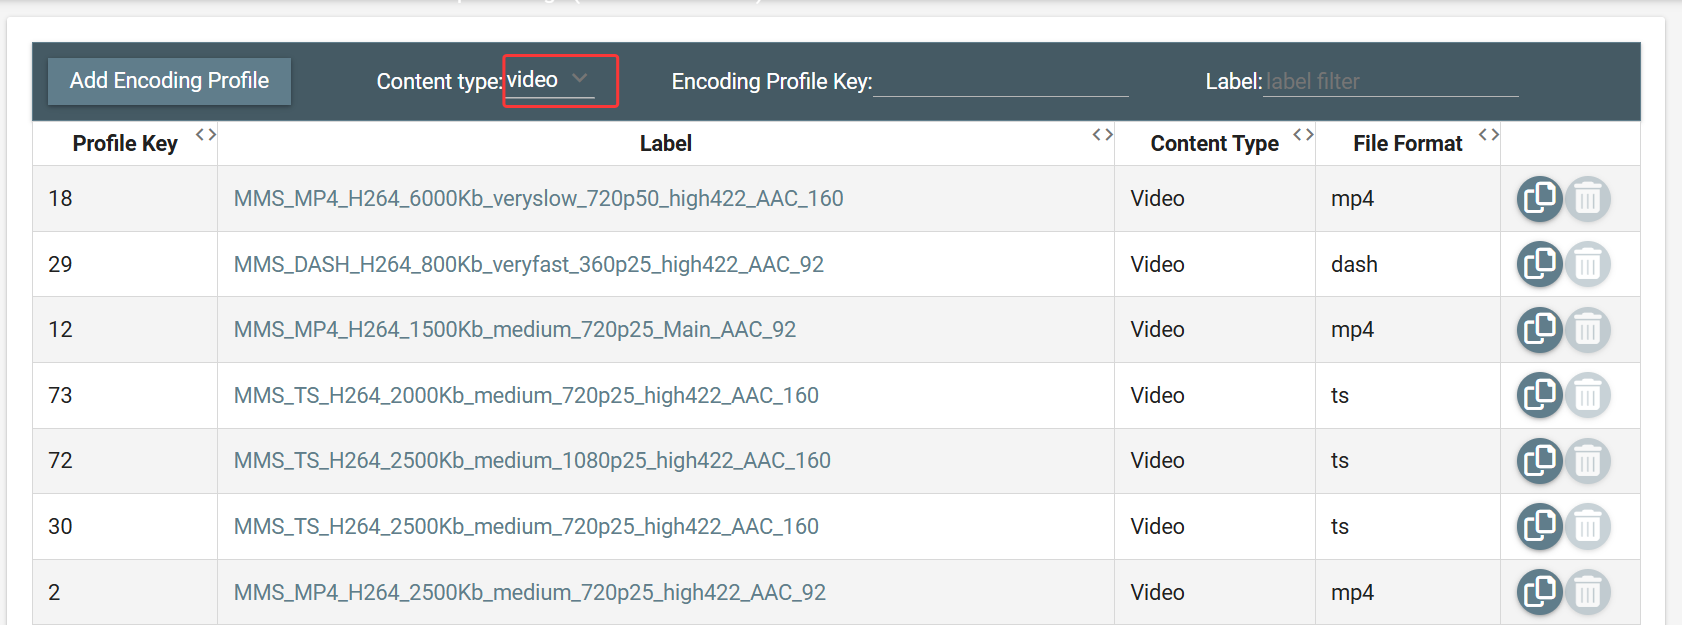 Add Encoding Profile Content type: video Encoding Profile Key: Label: label filter
Profile Key <> Label <> Content Type <> File Format <>
18 MMS_MP4_H264_6000Kb_veryslow_720p50_high422_AAC_160 Video mp4
29 MMS_DASH_H264_800Kb_veryfast_360p25_high422_AAC_92 Video dash
12 MMS_MP4_H264_1500Kb_medium_720p25_Main_AAC_92 Video mp4
73 MMS_TS_H264_2000Kb_medium_720p25_high422_AAC_160 Video ts
72 MMS_TS_H264_2500Kb_medium_1080p25_high422_AAC_160 Video ts
30 MMS_TS_H264_2500Kb_medium_720p25_high422_AAC_160 Video ts
2 MMS_MP4_H264_2500Kb_medium_720p25_high422_AAC_92 Video mp4